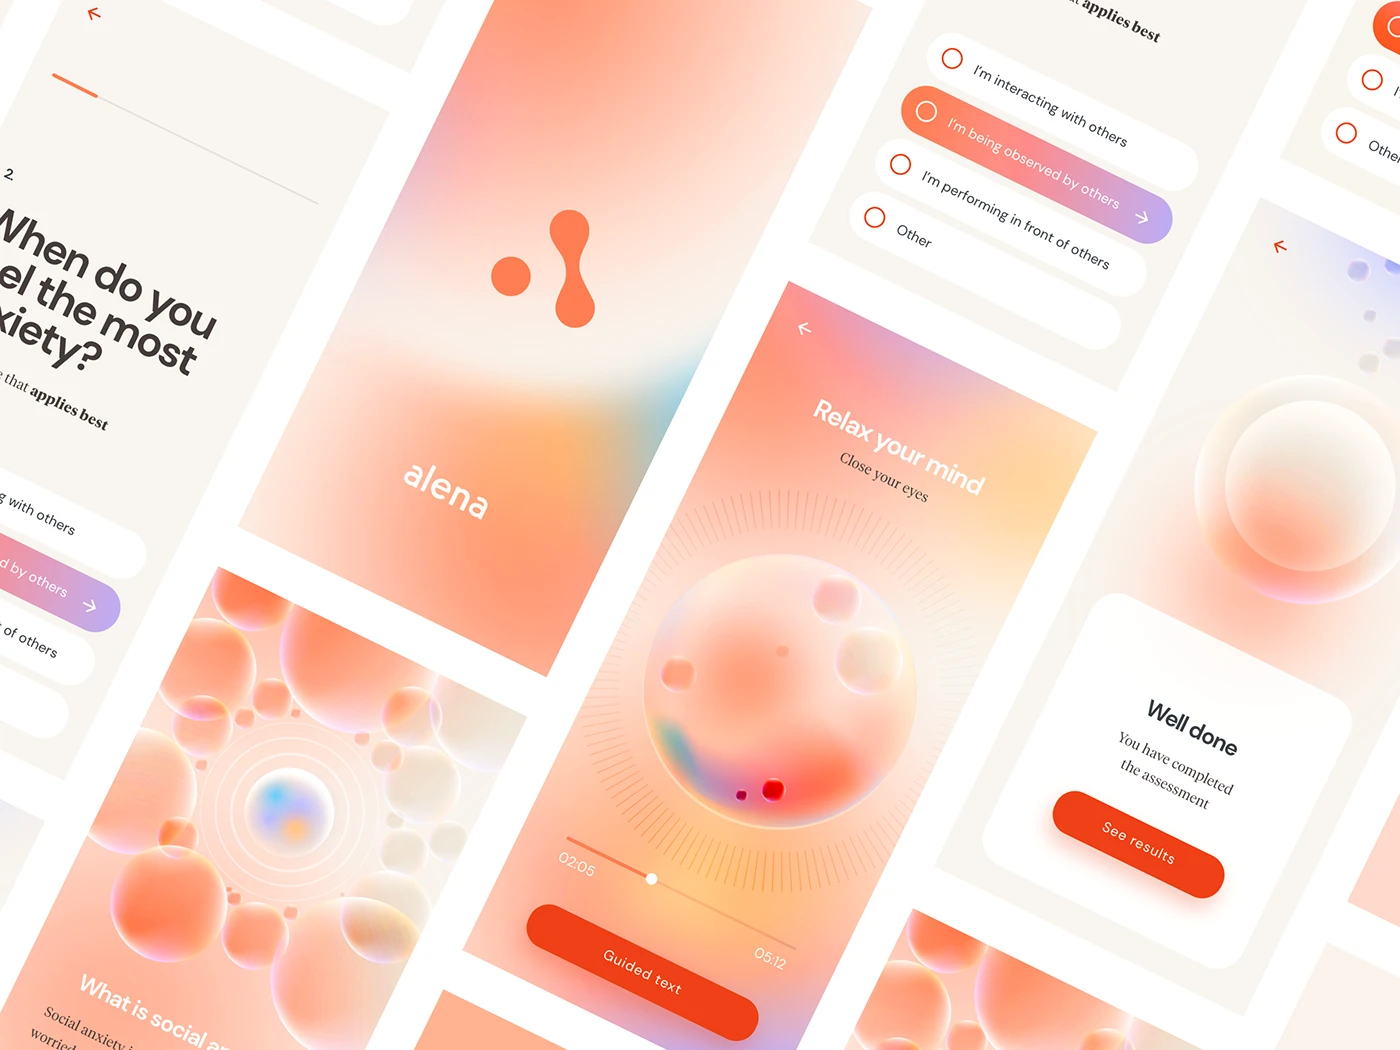 2.
When do you
el the most
xiety?
e that applies best
g with others
d by others
t of others
alena
What is social an
Social anxiety i
worried
applies best
I'm interacting with others
I'm being observed by others
I'm performing in front of others
Other
Relax your mind
Close your eyes
02:05
05:12
Guided text
Othe
Well done
You have completed
the assessment
See results